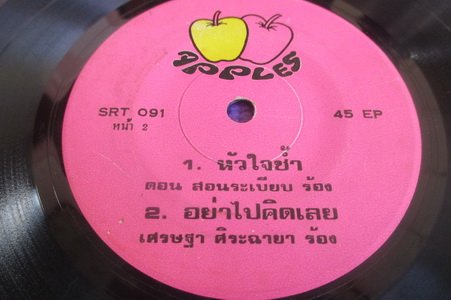 APPLES
SRT 091
หน้า 2
45 EP
1. หัวใจช้ำ
ดอน สอนระเบียบ ร้อง
2. อย่าไปคิดเลย
เศรษฐา ศิระฉายา ร้อง